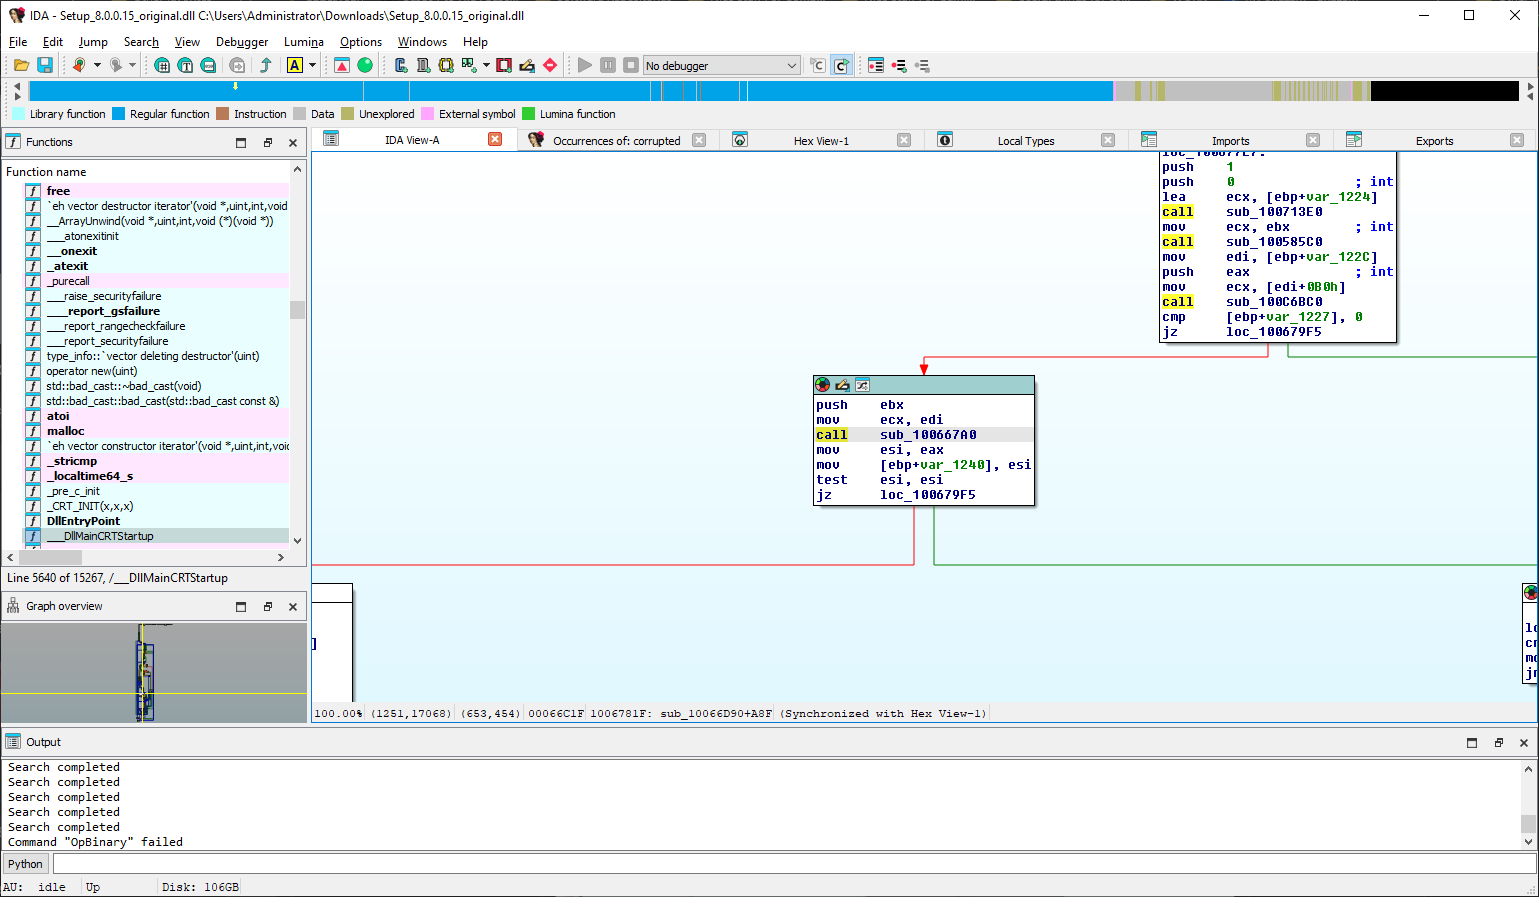 IDA - Setup_8.0.0.15_original.dll C:\Users\Administrator\Downloads\Setup_8.0.0.15_original.dll
File Edit Jump Search View Debugger Lumina Options Windows Help
A No debugger
Library function Regular function Instruction Data Unexplored External symbol Lumina function
Functions
IDA View-A Occurrences of: corrupted Hex View-1 Local Types Imports Exports
Function name
free
`eh vector destructor iterator'(void *,uint,int,void
__ArrayUnwind(void *,uint,int,void (*)(void *))
___atonexitinit
__onexit
_atexit
_purecall
___raise_securityfailure
___report_gsfailure
___report_rangecheckfailure
___report_securityfailure
type_info::`vector deleting destructor'(uint)
operator new(uint)
std::bad_cast::~bad_cast(void)
std::bad_cast::bad_cast(std::bad_cast const &)
atoi
malloc
`eh vector constructor iterator'(void *,uint,int,voi
_stricmp
_localtime64_s
_pre_c_init
_CRT_INIT(x,x,x)
DllEntryPoint
___DllMainCRTStartup
Line 5640 of 15267, /___DllMainCRTStartup
Graph overview
push 1
push 0 ; int
lea ecx, [ebp+var_1224]
call sub_100713E0
mov ecx, ebx ; int
call sub_100585C0
mov edi, [ebp+var_122C]
push eax ; int
mov ecx, [edi+0B0h]
call sub_100C6BC0
cmp [ebp+var_1227], 0
jz loc_100679F5
push ebx
mov ecx, edi
call sub_100667A0
mov esi, eax
mov [ebp+var_1240], esi
test esi, esi
jz loc_100679F5
]
100.00% (1251,17068) (653,454) 00066C1F 1006781F: sub_10066D90+A8F (Synchronized with Hex View-1)
Output
Search completed
Search completed
Search completed
Search completed
Search completed
Command "OpBinary" failed
Python
AU: idle Up Disk: 106GB